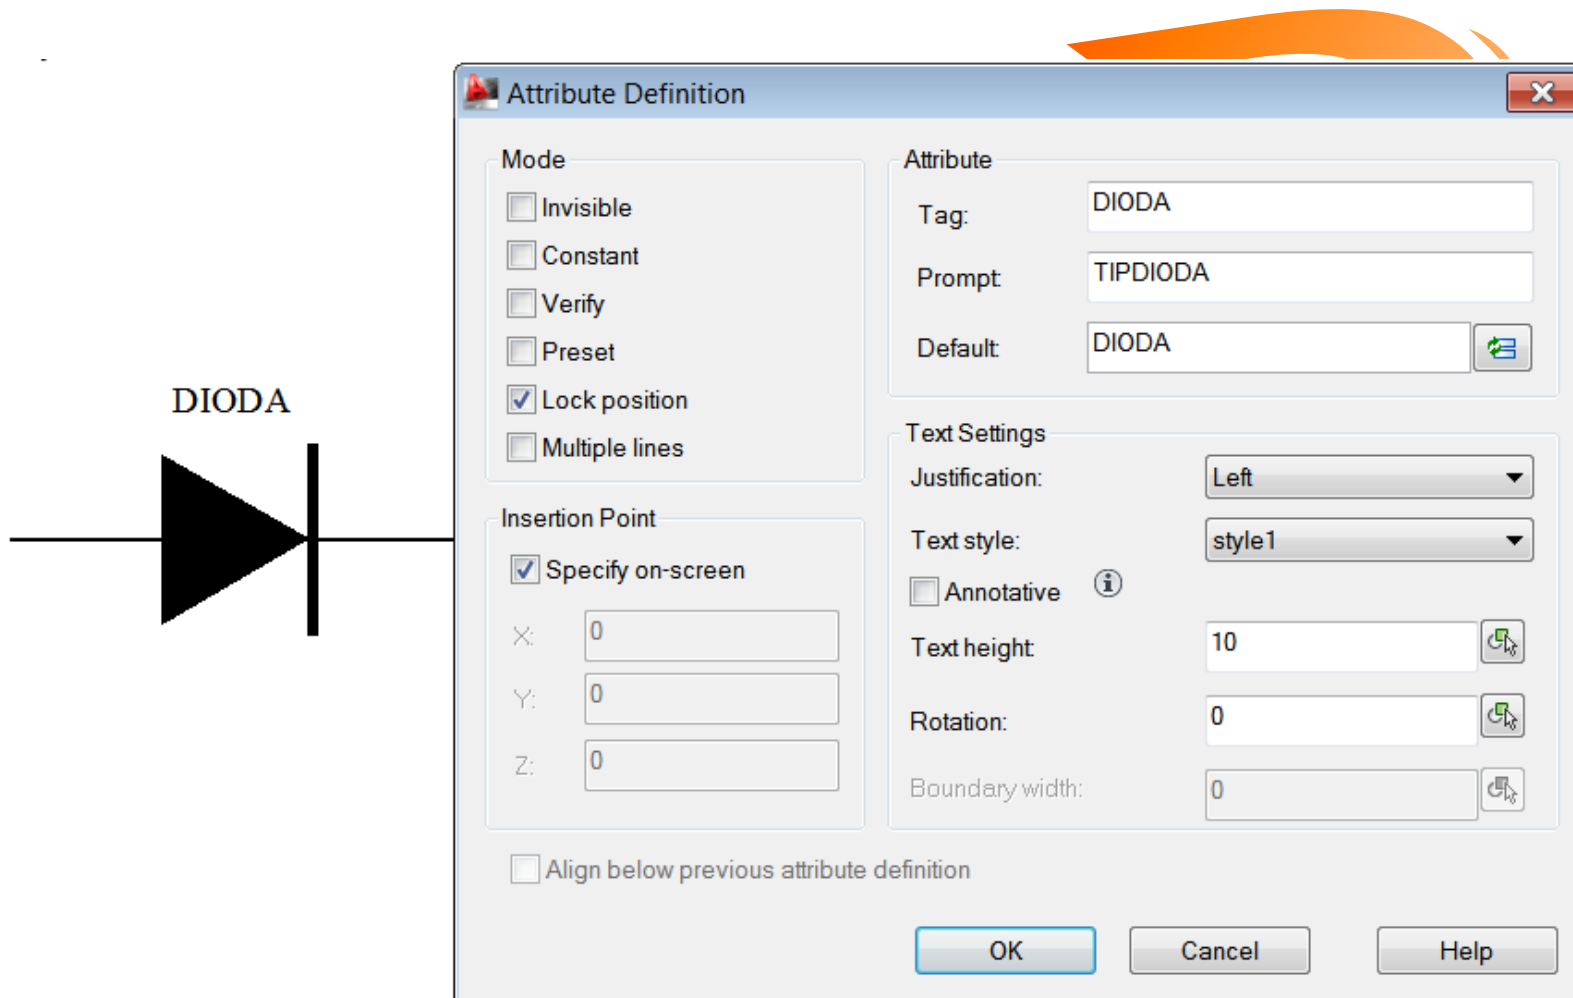 DIODA
Attribute Definition
Mode
Invisible
Constant
Verify
Preset
Lock position
Multiple lines
Insertion Point
Specify on-screen
X: 0
Y: 0
Z: 0
Attribute
Tag: DIODA
Prompt: TIPDIODA
Default: DIODA
Text Settings
Justification: Left
Text style: style1
Annotative
Text height: 10
Rotation: 0
Boundary width: 0
Align below previous attribute definition
OK Cancel Help